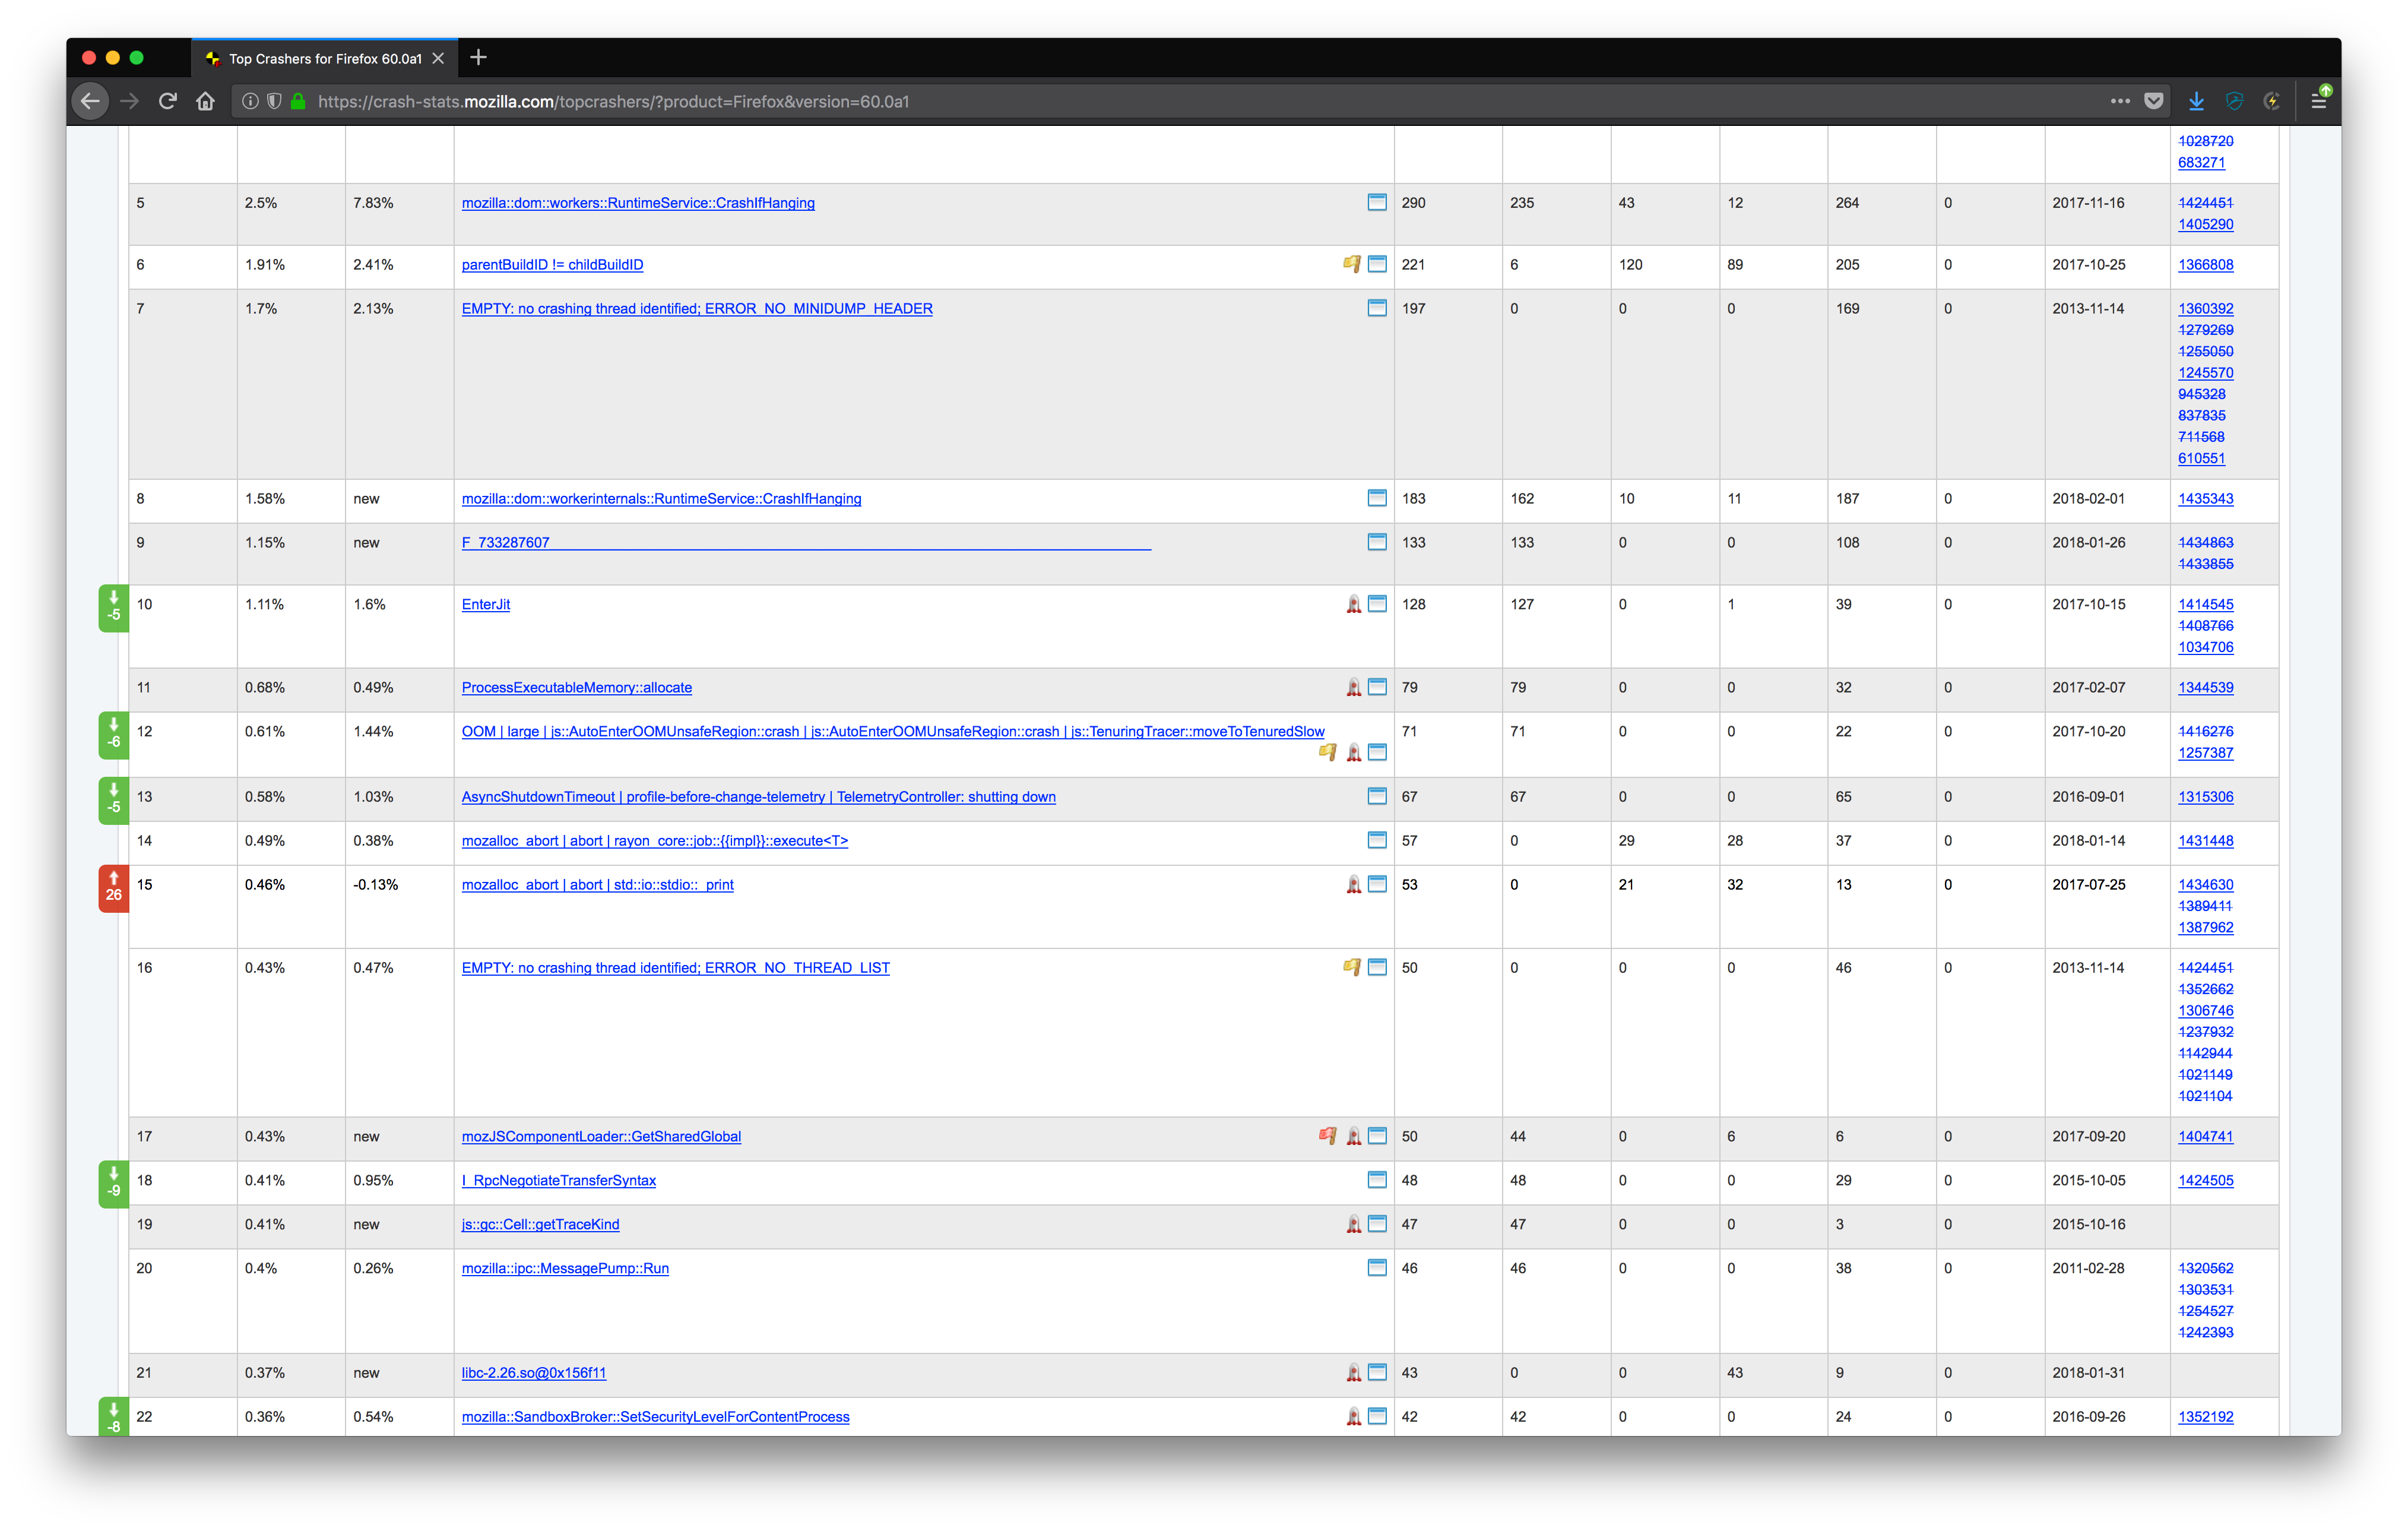 Top Crashers for Firefox 60.0a1
https://crash-stats.mozilla.com/topcrashers/?product=Firefox&version=60.0a1
1028720
683271
5 2.5% 7.83% mozilla::dom::workers::RuntimeService::CrashIfHanging 290 235 43 12 264 0 2017-11-16 1424451
1405290
6 1.91% 2.41% parentBuildID != childBuildID 221 6 120 89 205 0 2017-10-25 1366808
7 1.7% 2.13% EMPTY: no crashing thread identified; ERROR_NO_MINIDUMP_HEADER 197 0 0 0 169 0 2013-11-14 1360392
1279269
1255050
1245570
945328
837835
711568
610551
8 1.58% new mozilla::dom::workerinternals::RuntimeService::CrashIfHanging 183 162 10 11 187 0 2018-02-01 1435343
9 1.15% new F_733287607________________________________________________________________________________ 133 133 0 0 108 0 2018-01-26 1434863
1433855
-5 10 1.11% 1.6% EnterJit 128 127 0 1 39 0 2017-10-15 1414545
1408766
1034706
11 0.68% 0.49% ProcessExecutableMemory::allocate 79 79 0 0 32 0 2017-02-07 1344539
-6 12 0.61% 1.44% OOM | large | js::AutoEnterOOMUnsafeRegion::crash | js::AutoEnterOOMUnsafeRegion::crash | js::TenuringTracer::moveToTenuredSlow 71 71 0 0 22 0 2017-10-20 1416276
1257387
-5 13 0.58% 1.03% AsyncShutdownTimeout | profile-before-change-telemetry | TelemetryController: shutting down 67 67 0 0 65 0 2016-09-01 1315306
14 0.49% 0.38% mozalloc_abort | abort | rayon_core::job::{{impl}}::execute<T> 57 0 29 28 37 0 2018-01-14 1431448
26 15 0.46% -0.13% mozalloc_abort | abort | std::io::stdio::_print 53 0 21 32 13 0 2017-07-25 1434630
1389411
1387962
16 0.43% 0.47% EMPTY: no crashing thread identified; ERROR_NO_THREAD_LIST 50 0 0 0 46 0 2013-11-14 1424451
1352662
1306746
1237932
1142944
1021149
1021104
17 0.43% new mozJSComponentLoader::GetSharedGlobal 50 44 0 6 6 0 2017-09-20 1404741
-9 18 0.41% 0.95% I_RpcNegotiateTransferSyntax 48 48 0 0 29 0 2015-10-05 1424505
19 0.41% new js::gc::Cell::getTraceKind 47 47 0 0 3 0 2015-10-16
20 0.4% 0.26% mozilla::ipc::MessagePump::Run 46 46 0 0 38 0 2011-02-28 1320562
1303531
1254527
1242393
21 0.37% new libc-2.26.so@0x156f11 43 0 0 43 9 0 2018-01-31
-8 22 0.36% 0.54% mozilla::SandboxBroker::SetSecurityLevelForContentProcess 42 42 0 0 24 0 2016-09-26 1352192